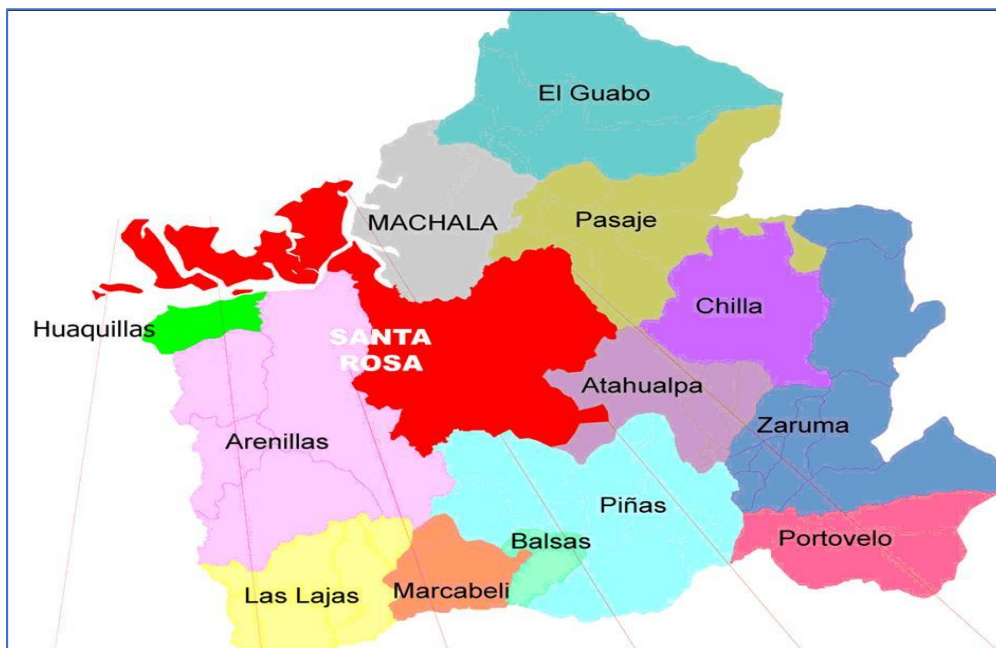 El Guabo
MACHALA
Pasaje
Chilla
Huaquillas
SANTA
ROSA
Atahualpa
Arenillas
Zaruma
Piñas
Balsas
Portovelo
Las Lajas
Marcabeli